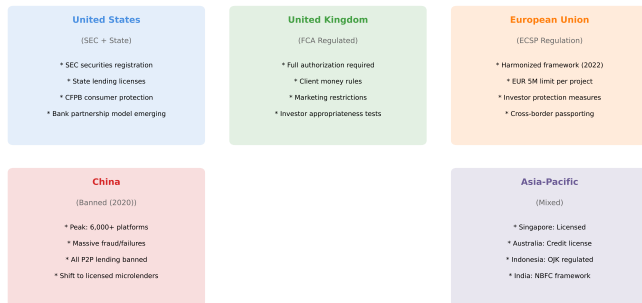 United States
(SEC + State)
* SEC securities registration
* State lending licenses
* CFPB consumer protection
* Bank partnership model emerging
United Kingdom
(FCA Regulated)
* Full authorization required
* Client money rules
* Marketing restrictions
* Investor appropriateness tests
European Union
(ECSP Regulation)
* Harmonized framework (2022)
* EUR 5M limit per project
* Investor protection measures
* Cross-border passporting
China
(Banned (2020))
* Peak: 6,000+ platforms
* Massive fraud/failures
* All P2P lending banned
* Shift to licensed microlenders
Asia-Pacific
(Mixed)
* Singapore: Licensed
* Australia: Credit license
* Indonesia: OJK regulated
* India: NBFC framework